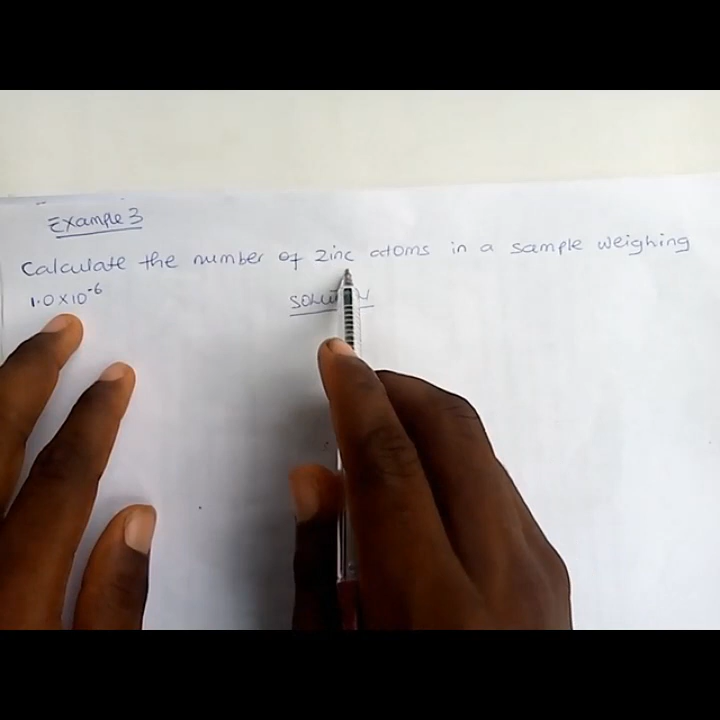 Example 3
Calculate the number of zinc atoms in a sample weighing
1.0 x 10⁻⁶